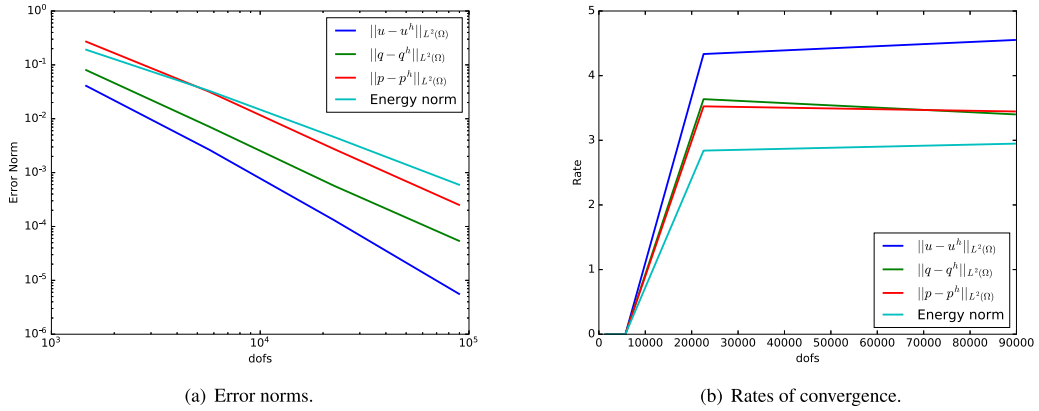 10^0
10^{-1}
10^{-2}
10^{-3}
10^{-4}
10^{-5}
10^{-6}
Error Norm
10^3
10^4
10^5
dofs
||u − u^h||_{L^2(Ω)}
||q − q^h||_{L^2(Ω)}
||p − p^h||_{L^2(Ω)}
Energy norm
(a) Error norms.
5
4
3
2
1
0
Rate
0 10000 20000 30000 40000 50000 60000 70000 80000 90000
dofs
||u − u^h||_{L^2(Ω)}
||q − q^h||_{L^2(Ω)}
||p − p^h||_{L^2(Ω)}
Energy norm
(b) Rates of convergence.